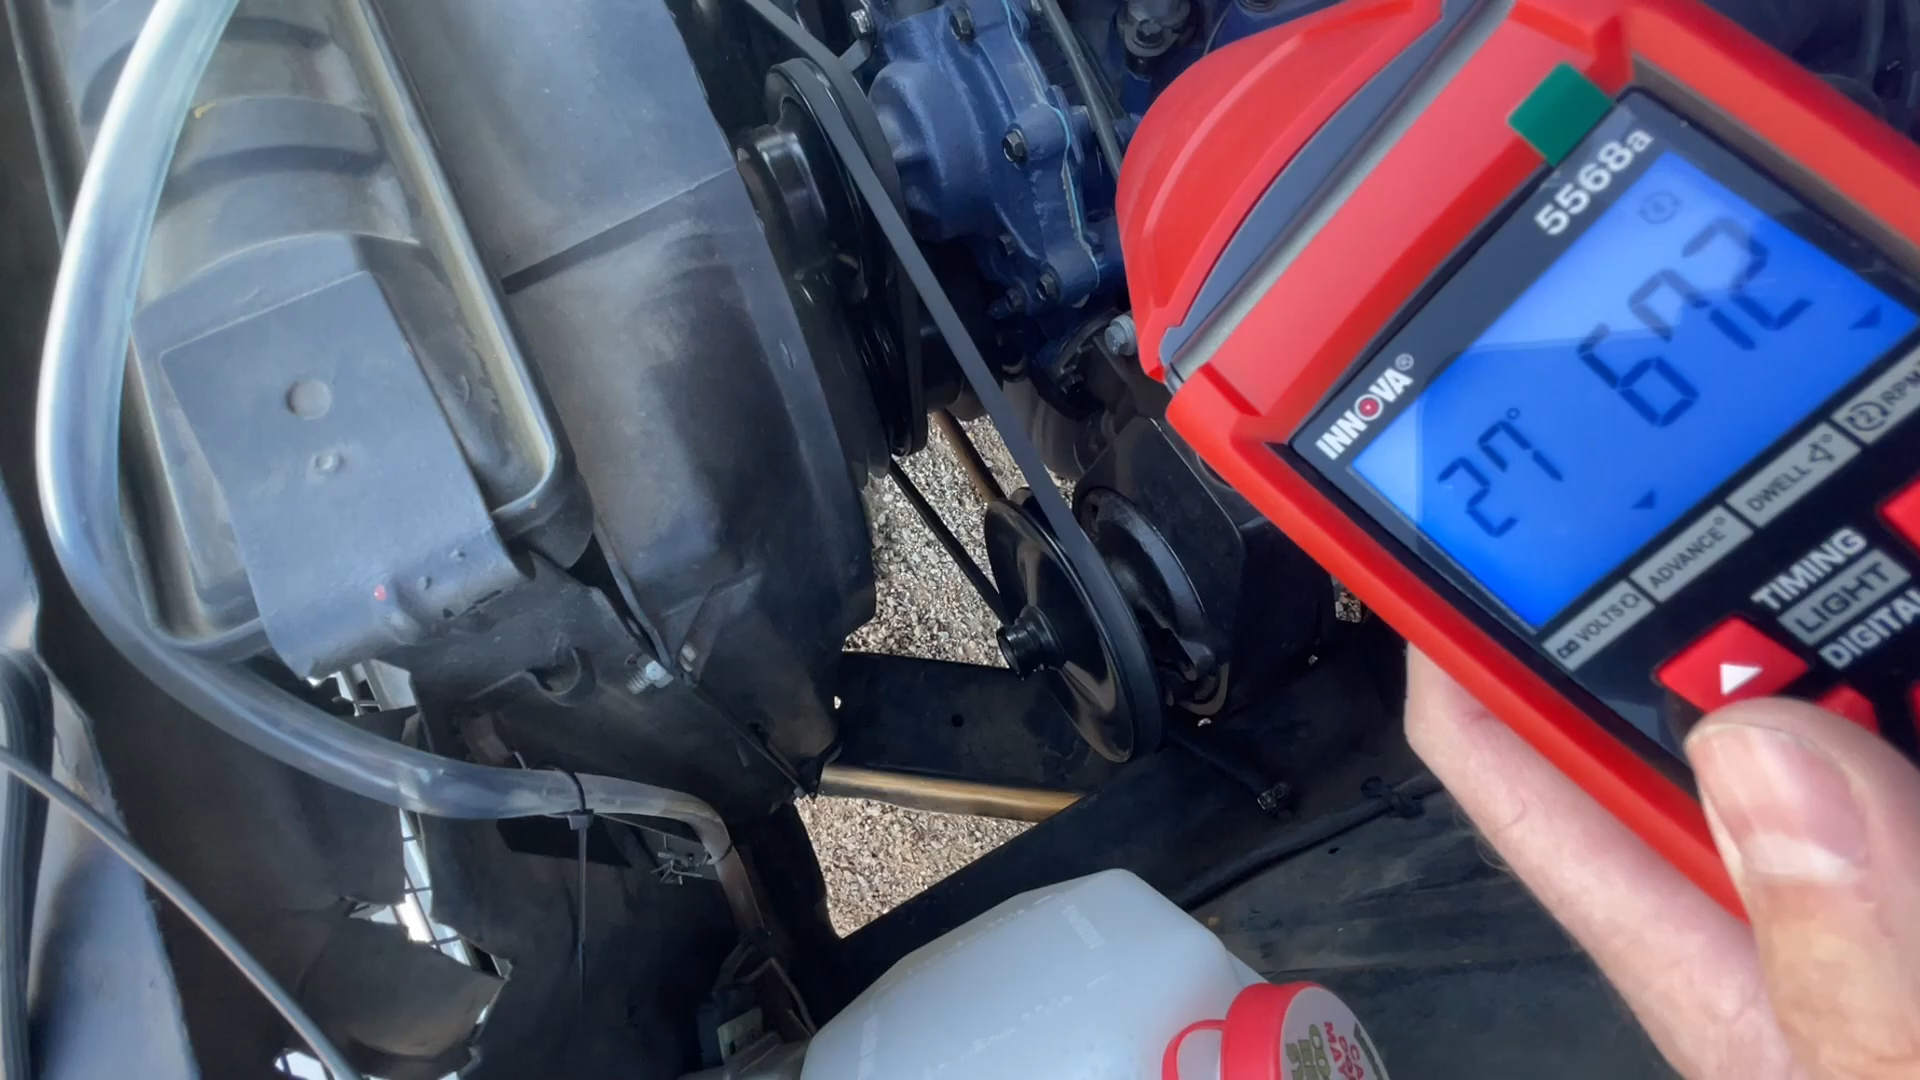 5568a
INNOVA®
672
27°
VOLTS
ADVANCE°
DWELL
RPM
TIMING
LIGHT
DIGITAL